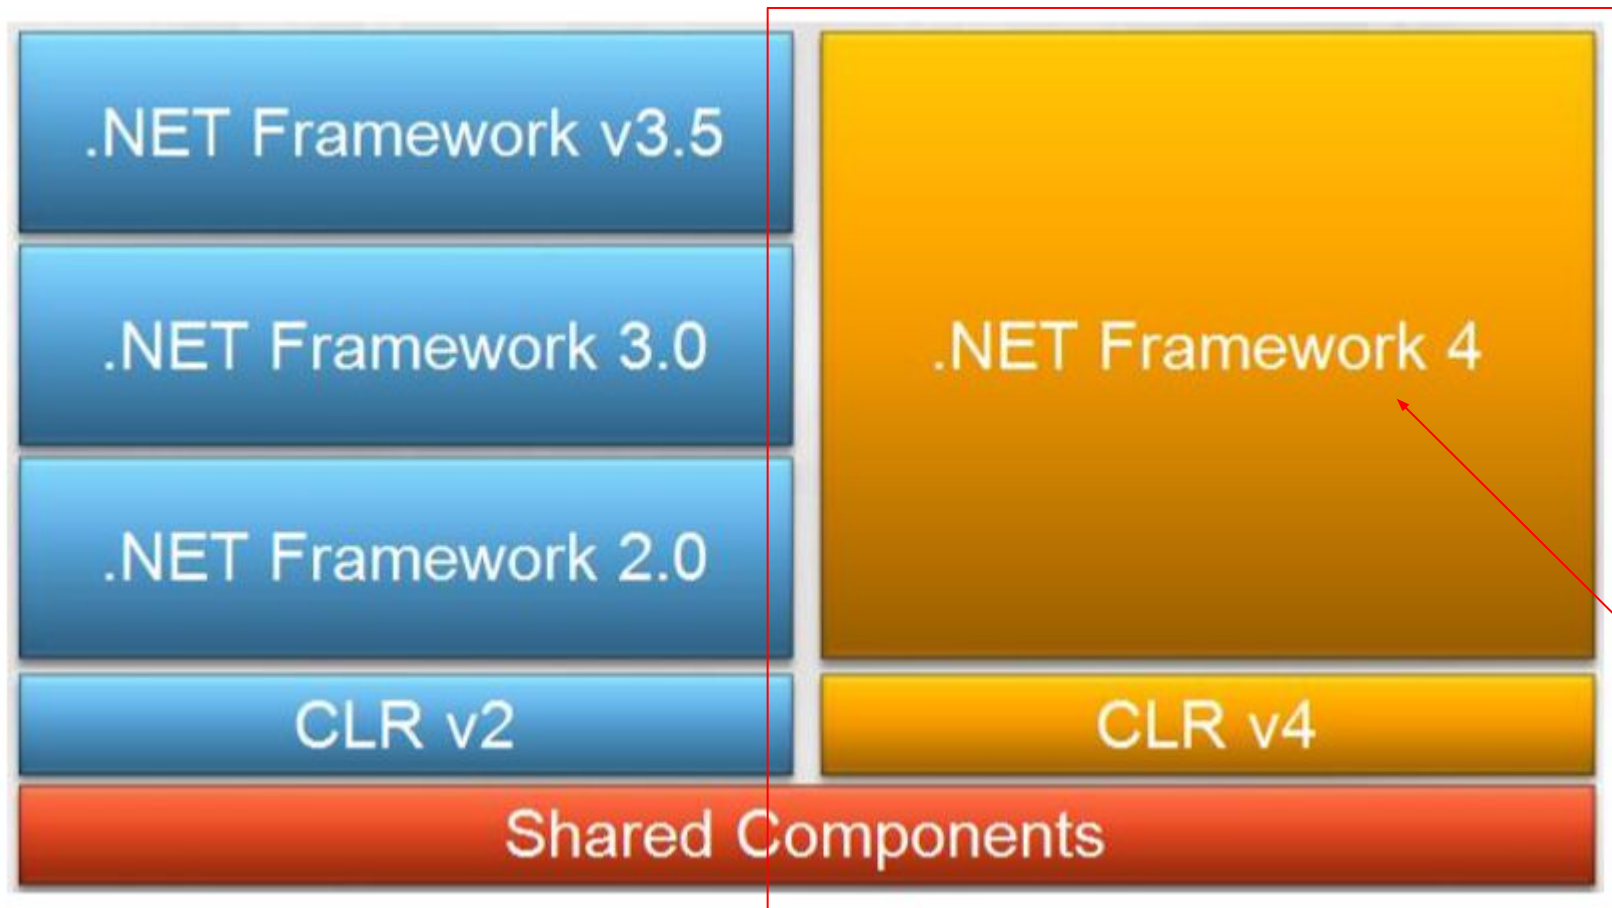 .NET Framework v3.5
.NET Framework 3.0
.NET Framework 2.0
CLR v2
.NET Framework 4
CLR v4
Shared Components